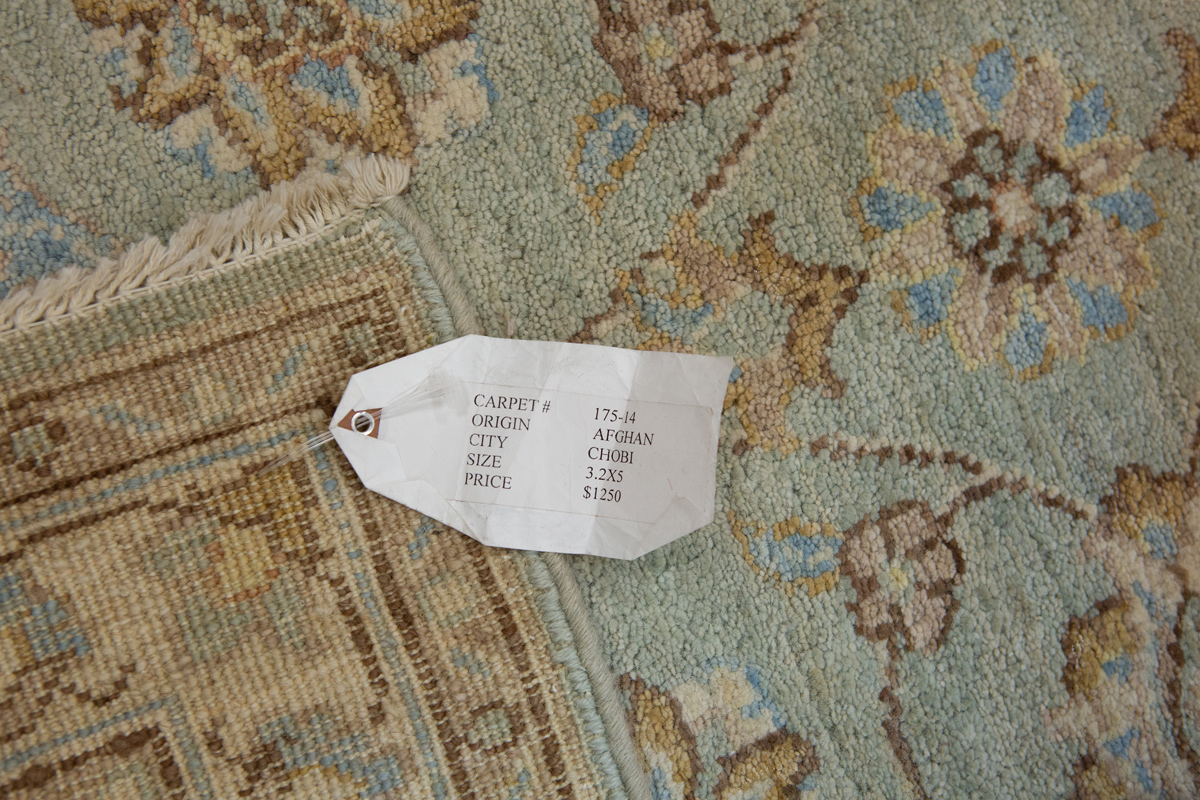 CARPET # 175-14
ORIGIN AFGHAN
CITY CHOBI
SIZE 3.2X5
PRICE $1250